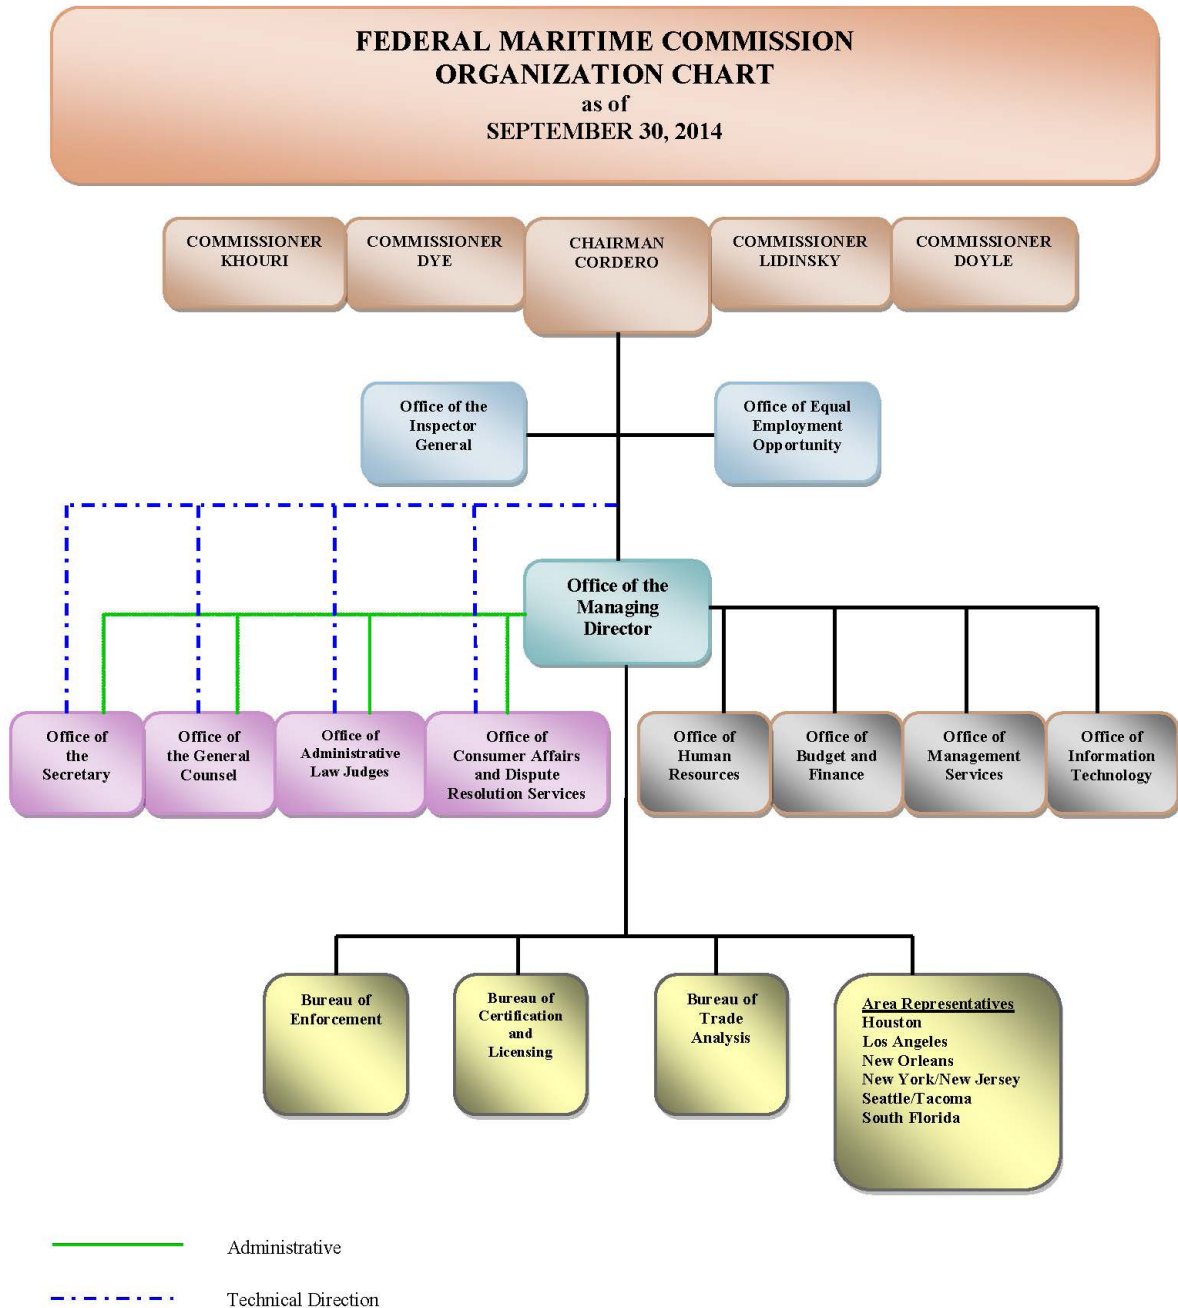 FEDERAL MARITIME COMMISSION
ORGANIZATION CHART
as of
SEPTEMBER 30, 2014
COMMISSIONER
KHOURI
COMMISSIONER
DYE
CHAIRMAN
CORDERO
COMMISSIONER
LIDINSKY
COMMISSIONER
DOYLE
Office of the
Inspector
General
Office of Equal
Employment
Opportunity
Office of the
Managing
Director
Office of
the
Secretary
Office of
the General
Counsel
Office of
Administrative
Law Judges
Office of
Consumer Affairs
and Dispute
Resolution Services
Office of
Human
Resources
Office of
Budget and
Finance
Office of
Management
Services
Office of
Information
Technology
Bureau of
Enforcement
Bureau of
Certification
and
Licensing
Bureau of
Trade
Analysis
Area Representatives
Houston
Los Angeles
New Orleans
New York/New Jersey
Seattle/Tacoma
South Florida
Administrative
Technical Direction